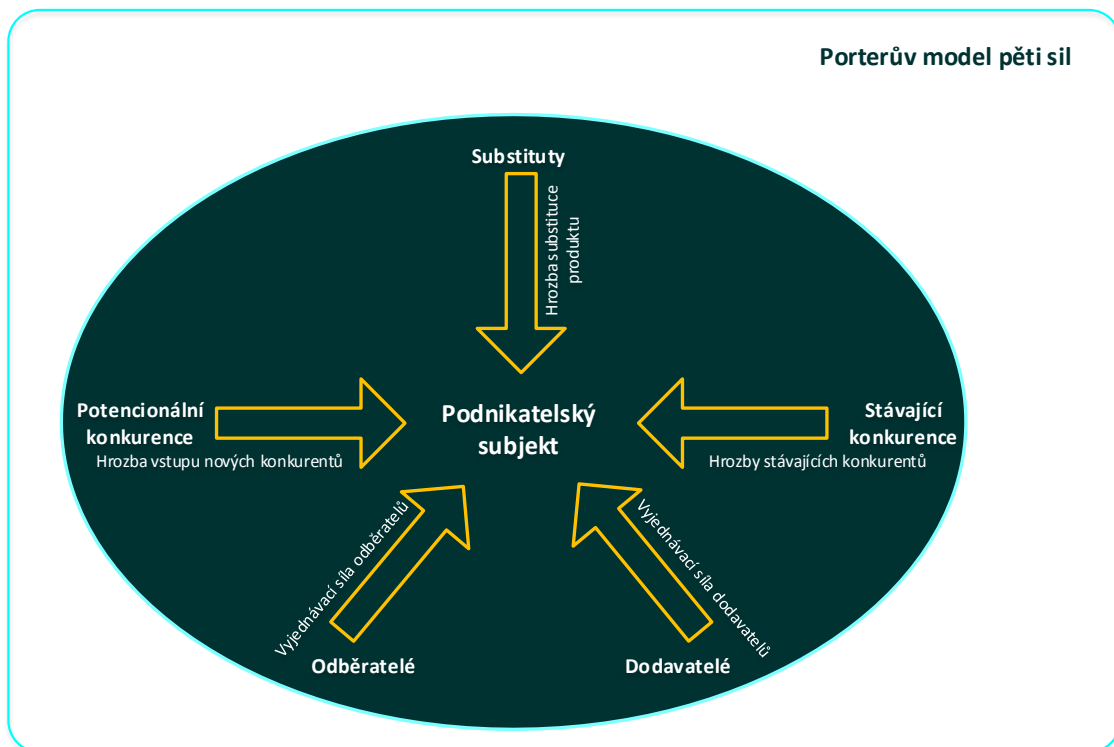 Porterův model pěti sil
Substituty
Hrozba substituce
produktu
Potencionální
konkurence
Hrozba vstupu nových konkurentů
Podnikatelský
subjekt
Stávající
konkurence
Hrozby stávajících konkurentů
Vyjednávací síla odběratelů
Odběratelé
Vyjednávací síla dodavatelů
Dodavatelé